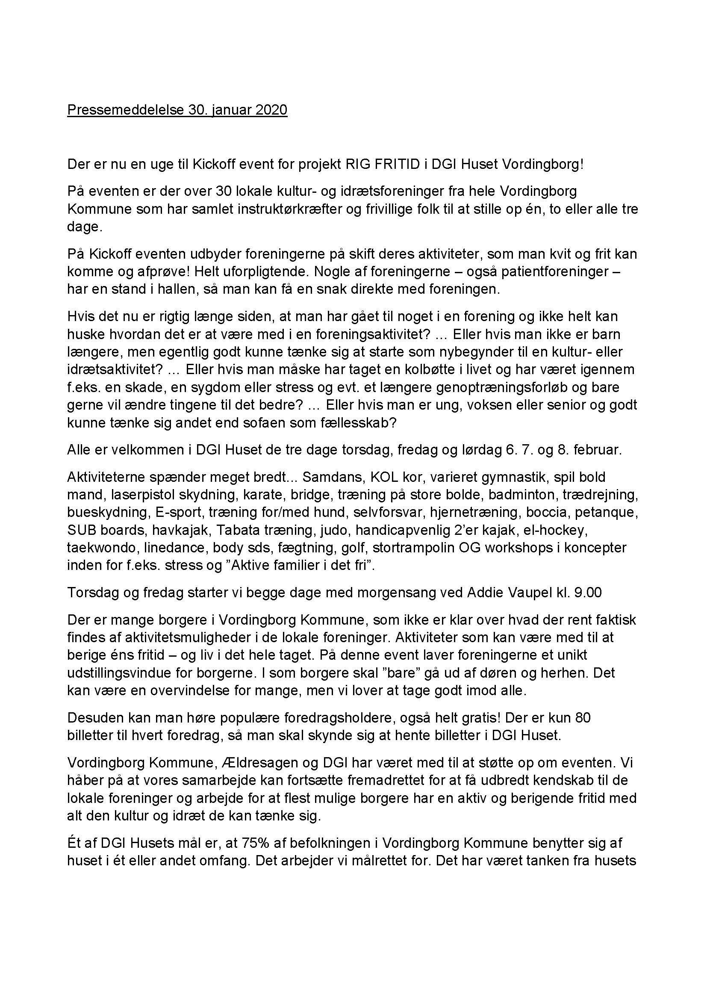 Pressemeddelelse 30. januar 2020
Der er nu en uge til Kickoff event for projekt RIG FRITID i DGI Huset Vordingborg!
På eventen er der over 30 lokale kultur- og idrætsforeninger fra hele Vordingborg
Kommune som har samlet instruktørkræfter og frivillige folk til at stille op én, to eller alle tre
dage.
På Kickoff eventen udbyder foreningerne på skift deres aktiviteter, som man kvit og frit kan
komme og afprøve! Helt uforpligtende. Nogle af foreningerne – også patientforeninger –
har en stand i hallen, så man kan få en snak direkte med foreningen.
Hvis det nu er rigtig længe siden, at man har gået til noget i en forening og ikke helt kan
huske hvordan det er at være med i en foreningsaktivitet? … Eller hvis man ikke er barn
længere, men egentlig godt kunne tænke sig at starte som nybegynder til en kultur- eller
idrætsaktivitet? … Eller hvis man måske har taget en kolbøtte i livet og har været igennem
f.eks. en skade, en sygdom eller stress og evt. et længere genoptræningsforløb og bare
gerne vil ændre tingene til det bedre? … Eller hvis man er ung, voksen eller senior og godt
kunne tænke sig andet end sofaen som fællesskab?
Alle er velkommen i DGI Huset de tre dage torsdag, fredag og lørdag 6. 7. og 8. februar.
Aktiviteterne spænder meget bredt... Samdans, KOL kor, varieret gymnastik, spil bold
mand, laserpistol skydning, karate, bridge, træning på store bolde, badminton, trædrejning,
bueskydning, E-sport, træning for/med hund, selvforsvar, hjernetræning, boccia, petanque,
SUB boards, havkajak, Tabata træning, judo, handicapvenlig 2’er kajak, el-hockey,
taekwondo, linedance, body sds, fægtning, golf, stortrampolin OG workshops i koncepter
inden for f.eks. stress og ”Aktive familier i det fri”.
Torsdag og fredag starter vi begge dage med morgensang ved Addie Vaupel kl. 9.00
Der er mange borgere i Vordingborg Kommune, som ikke er klar over hvad der rent faktisk
findes af aktivitetsmuligheder i de lokale foreninger. Aktiviteter som kan være med til at
berige éns fritid – og liv i det hele taget. På denne event laver foreningerne et unikt
udstillingsvindue for borgerne. I som borgere skal ”bare” gå ud af døren og herhen. Det
kan være en overvindelse for mange, men vi lover at tage godt imod alle.
Desuden kan man høre populære foredragsholdere, også helt gratis! Der er kun 80
billetter til hvert foredrag, så man skal skynde sig at hente billetter i DGI Huset.
Vordingborg Kommune, Ældresagen og DGI har været med til at støtte op om eventen. Vi
håber på at vores samarbejde kan fortsætte fremadrettet for at få udbredt kendskab til de
lokale foreninger og arbejde for at flest mulige borgere har en aktiv og berigende fritid med
alt den kultur og idræt de kan tænke sig.
Ét af DGI Husets mål er, at 75% af befolkningen i Vordingborg Kommune benytter sig af
huset i ét eller andet omfang. Det arbejder vi målrettet for. Det har været tanken fra husets